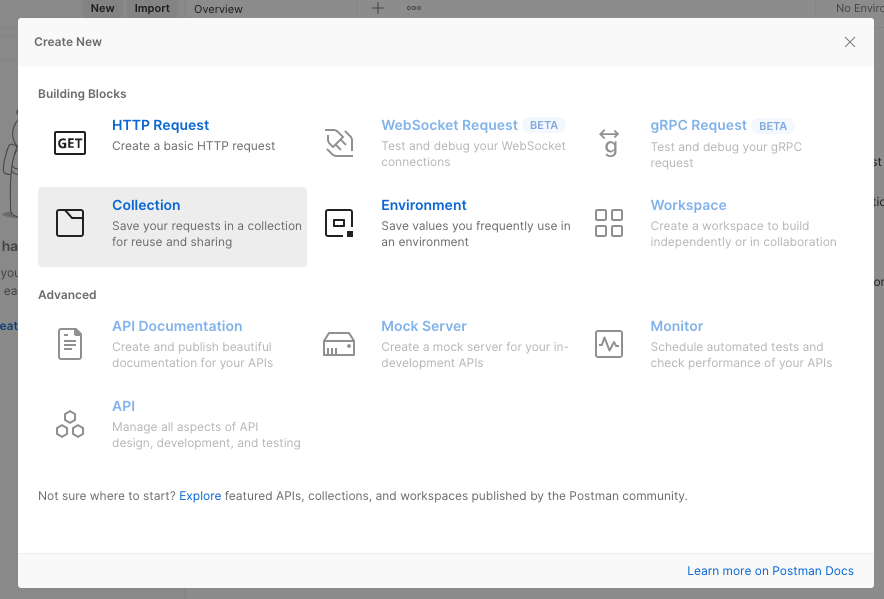 New Import Overview
No Enviro
Create New
Building Blocks
GET
HTTP Request
Create a basic HTTP request
WebSocket Request BETA
Test and debug your WebSocket
connections
g
gRPC Request BETA
Test and debug your gRPC
request
Collection
Save your requests in a collection
for reuse and sharing
Environment
Save values you frequently use in
an environment
Workspace
Create a workspace to build
independently or in collaboration
Advanced
API Documentation
Create and publish beautiful
documentation for your APIs
Mock Server
Create a mock server for your in-
development APIs
Monitor
Schedule automated tests and
check performance of your APIs
API
Manage all aspects of API
design, development, and testing
Not sure where to start? Explore featured APIs, collections, and workspaces published by the Postman community.
Learn more on Postman Docs